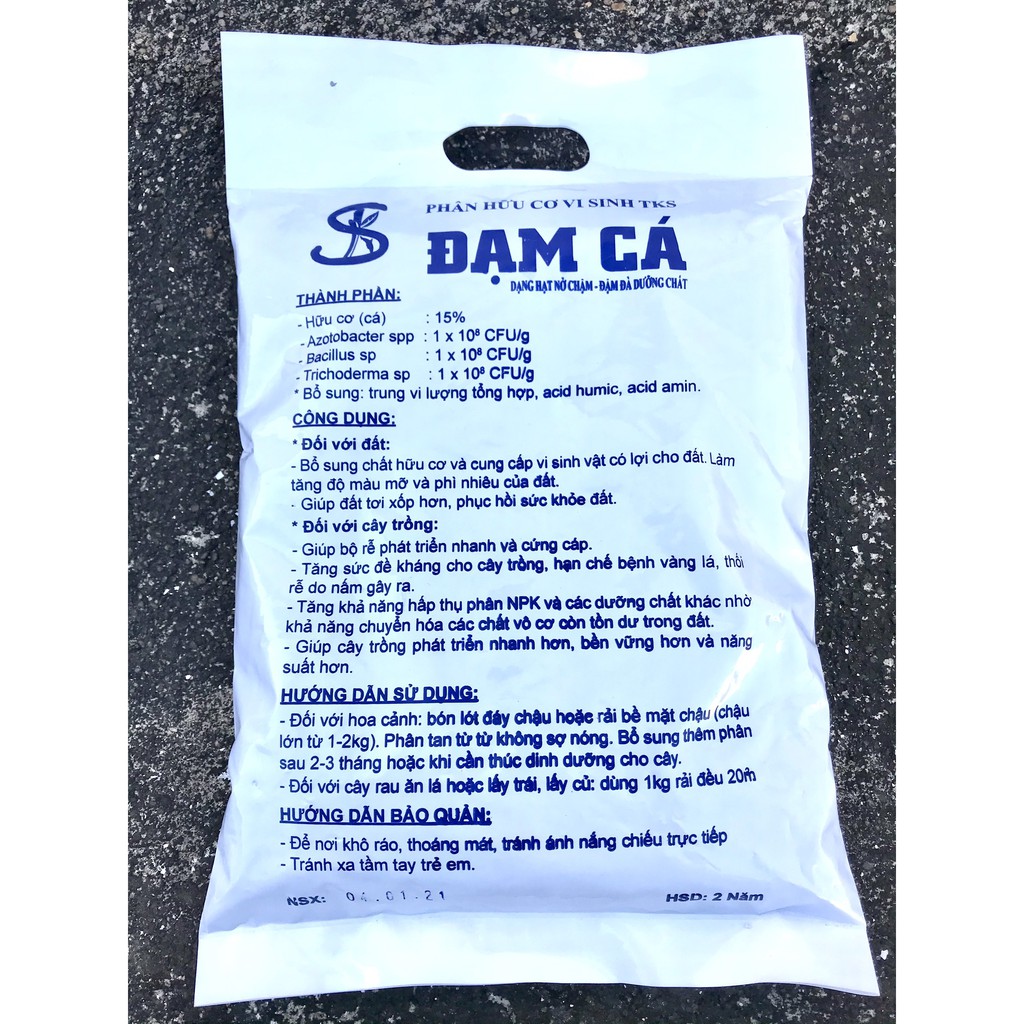 PHÂN HỮU CƠ VI SINH TKS
ĐẠM CÁ
DẠNG HẠT NỞ CHẬM - ĐẬM ĐÀ DƯỠNG CHẤT
THÀNH PHẦN:
- Hữu cơ (cá) : 15%
- Azotobacter spp : 1 x 10⁸ CFU/g
- Bacillus sp : 1 x 10⁸ CFU/g
- Trichoderma sp : 1 x 10⁸ CFU/g
* Bổ sung: trung vi lượng tổng hợp, acid humic, acid amin.
CÔNG DỤNG:
* Đối với đất:
- Bổ sung chất hữu cơ và cung cấp vi sinh vật có lợi cho đất. Làm
tăng độ màu mỡ và phì nhiêu của đất.
- Giúp đất tơi xốp hơn, phục hồi sức khỏe đất.
* Đối với cây trồng:
- Giúp bộ rễ phát triển nhanh và cứng cáp.
- Tăng sức đề kháng cho cây trồng, hạn chế bệnh vàng lá, thối
rễ do nấm gây ra.
- Tăng khả năng hấp thụ phân NPK và các dưỡng chất khác nhờ
khả năng chuyển hóa các chất vô cơ còn tồn dư trong đất.
- Giúp cây trồng phát triển nhanh hơn, bền vững hơn và năng
suất hơn.
HƯỚNG DẪN SỬ DỤNG:
- Đối với hoa cảnh: bón lót đáy chậu hoặc rải bề mặt chậu (chậu
lớn từ 1-2kg). Phân tan từ từ không sợ nóng. Bổ sung thêm phân
sau 2-3 tháng hoặc khi cần thúc dinh dưỡng cho cây.
- Đối với cây rau ăn lá hoặc lấy trái, lấy củ: dùng 1kg rải đều 20m
HƯỚNG DẪN BẢO QUẢN:
- Để nơi khô ráo, thoáng mát, tránh ánh nắng chiếu trực tiếp
- Tránh xa tầm tay trẻ em.
NSX: 04.01.21 HSD: 2 Năm